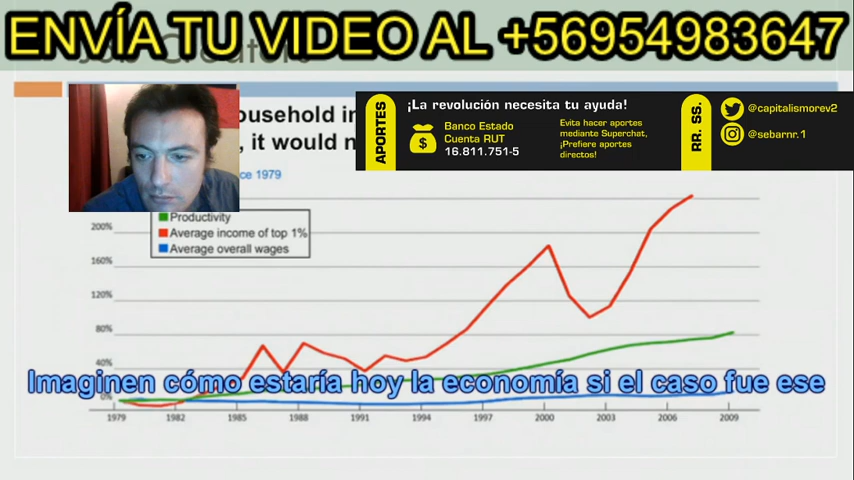 ENVÍA TU VIDEO AL +56954983647
¡La revolución necesita tu ayuda!
APORTES
Banco Estado
Cuenta RUT
16.811.751-5
Evita hacer aportes
mediante Superchat,
¡Prefiere aportes
directos!
RR. SS.
@capitalismorev2
@sebarnr.1
ousehold in
, it would n
ce 1979
Productivity
Average income of top 1%
Average overall wages
200%
160%
120%
80%
40%
0%
Imaginen cómo estaría hoy la economía si el caso fue ese
1979 1982 1985 1988 1991 1994 1997 2000 2003 2006 2009